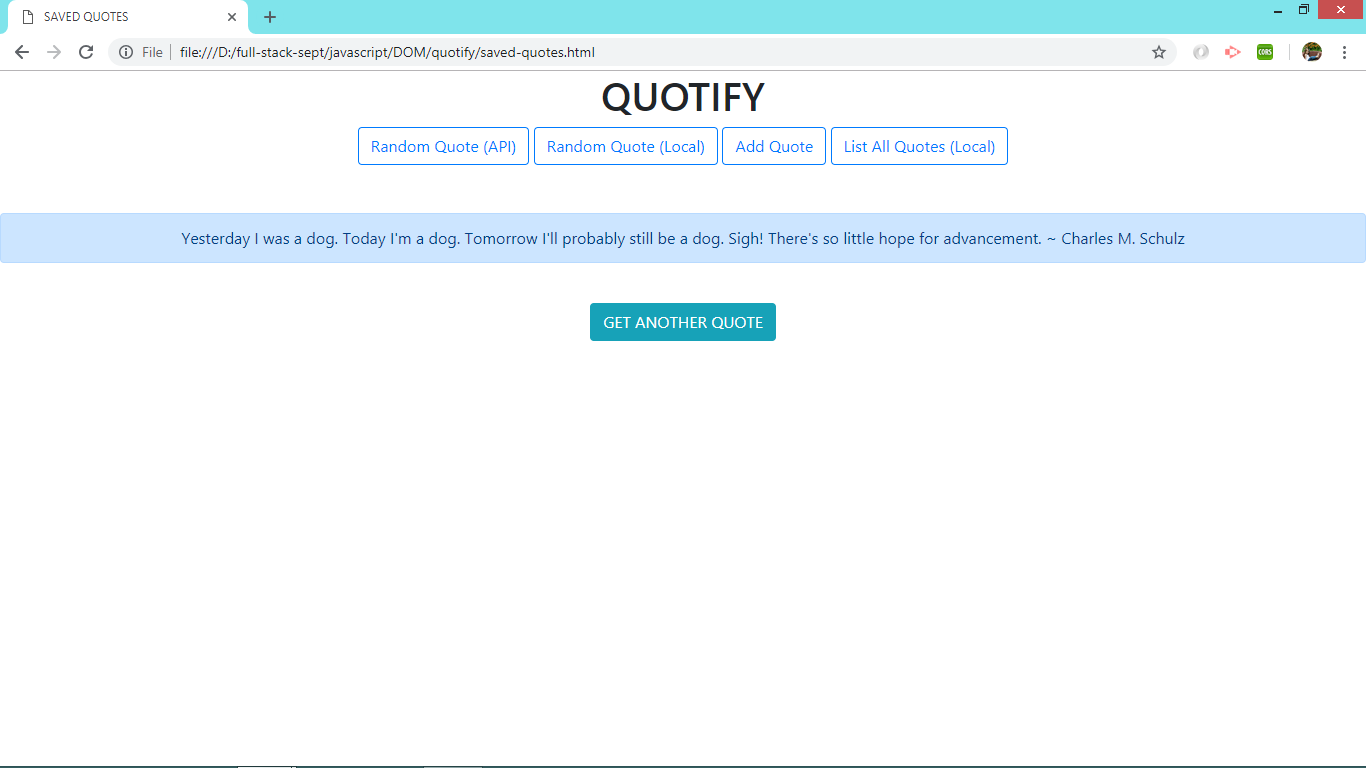 SAVED QUOTES
File file:///D:/full-stack-sept/javascript/DOM/quotify/saved-quotes.html
CORS
QUOTIFY
Random Quote (API) Random Quote (Local) Add Quote List All Quotes (Local)
Yesterday I was a dog. Today I'm a dog. Tomorrow I'll probably still be a dog. Sigh! There's so little hope for advancement. ~ Charles M. Schulz
GET ANOTHER QUOTE